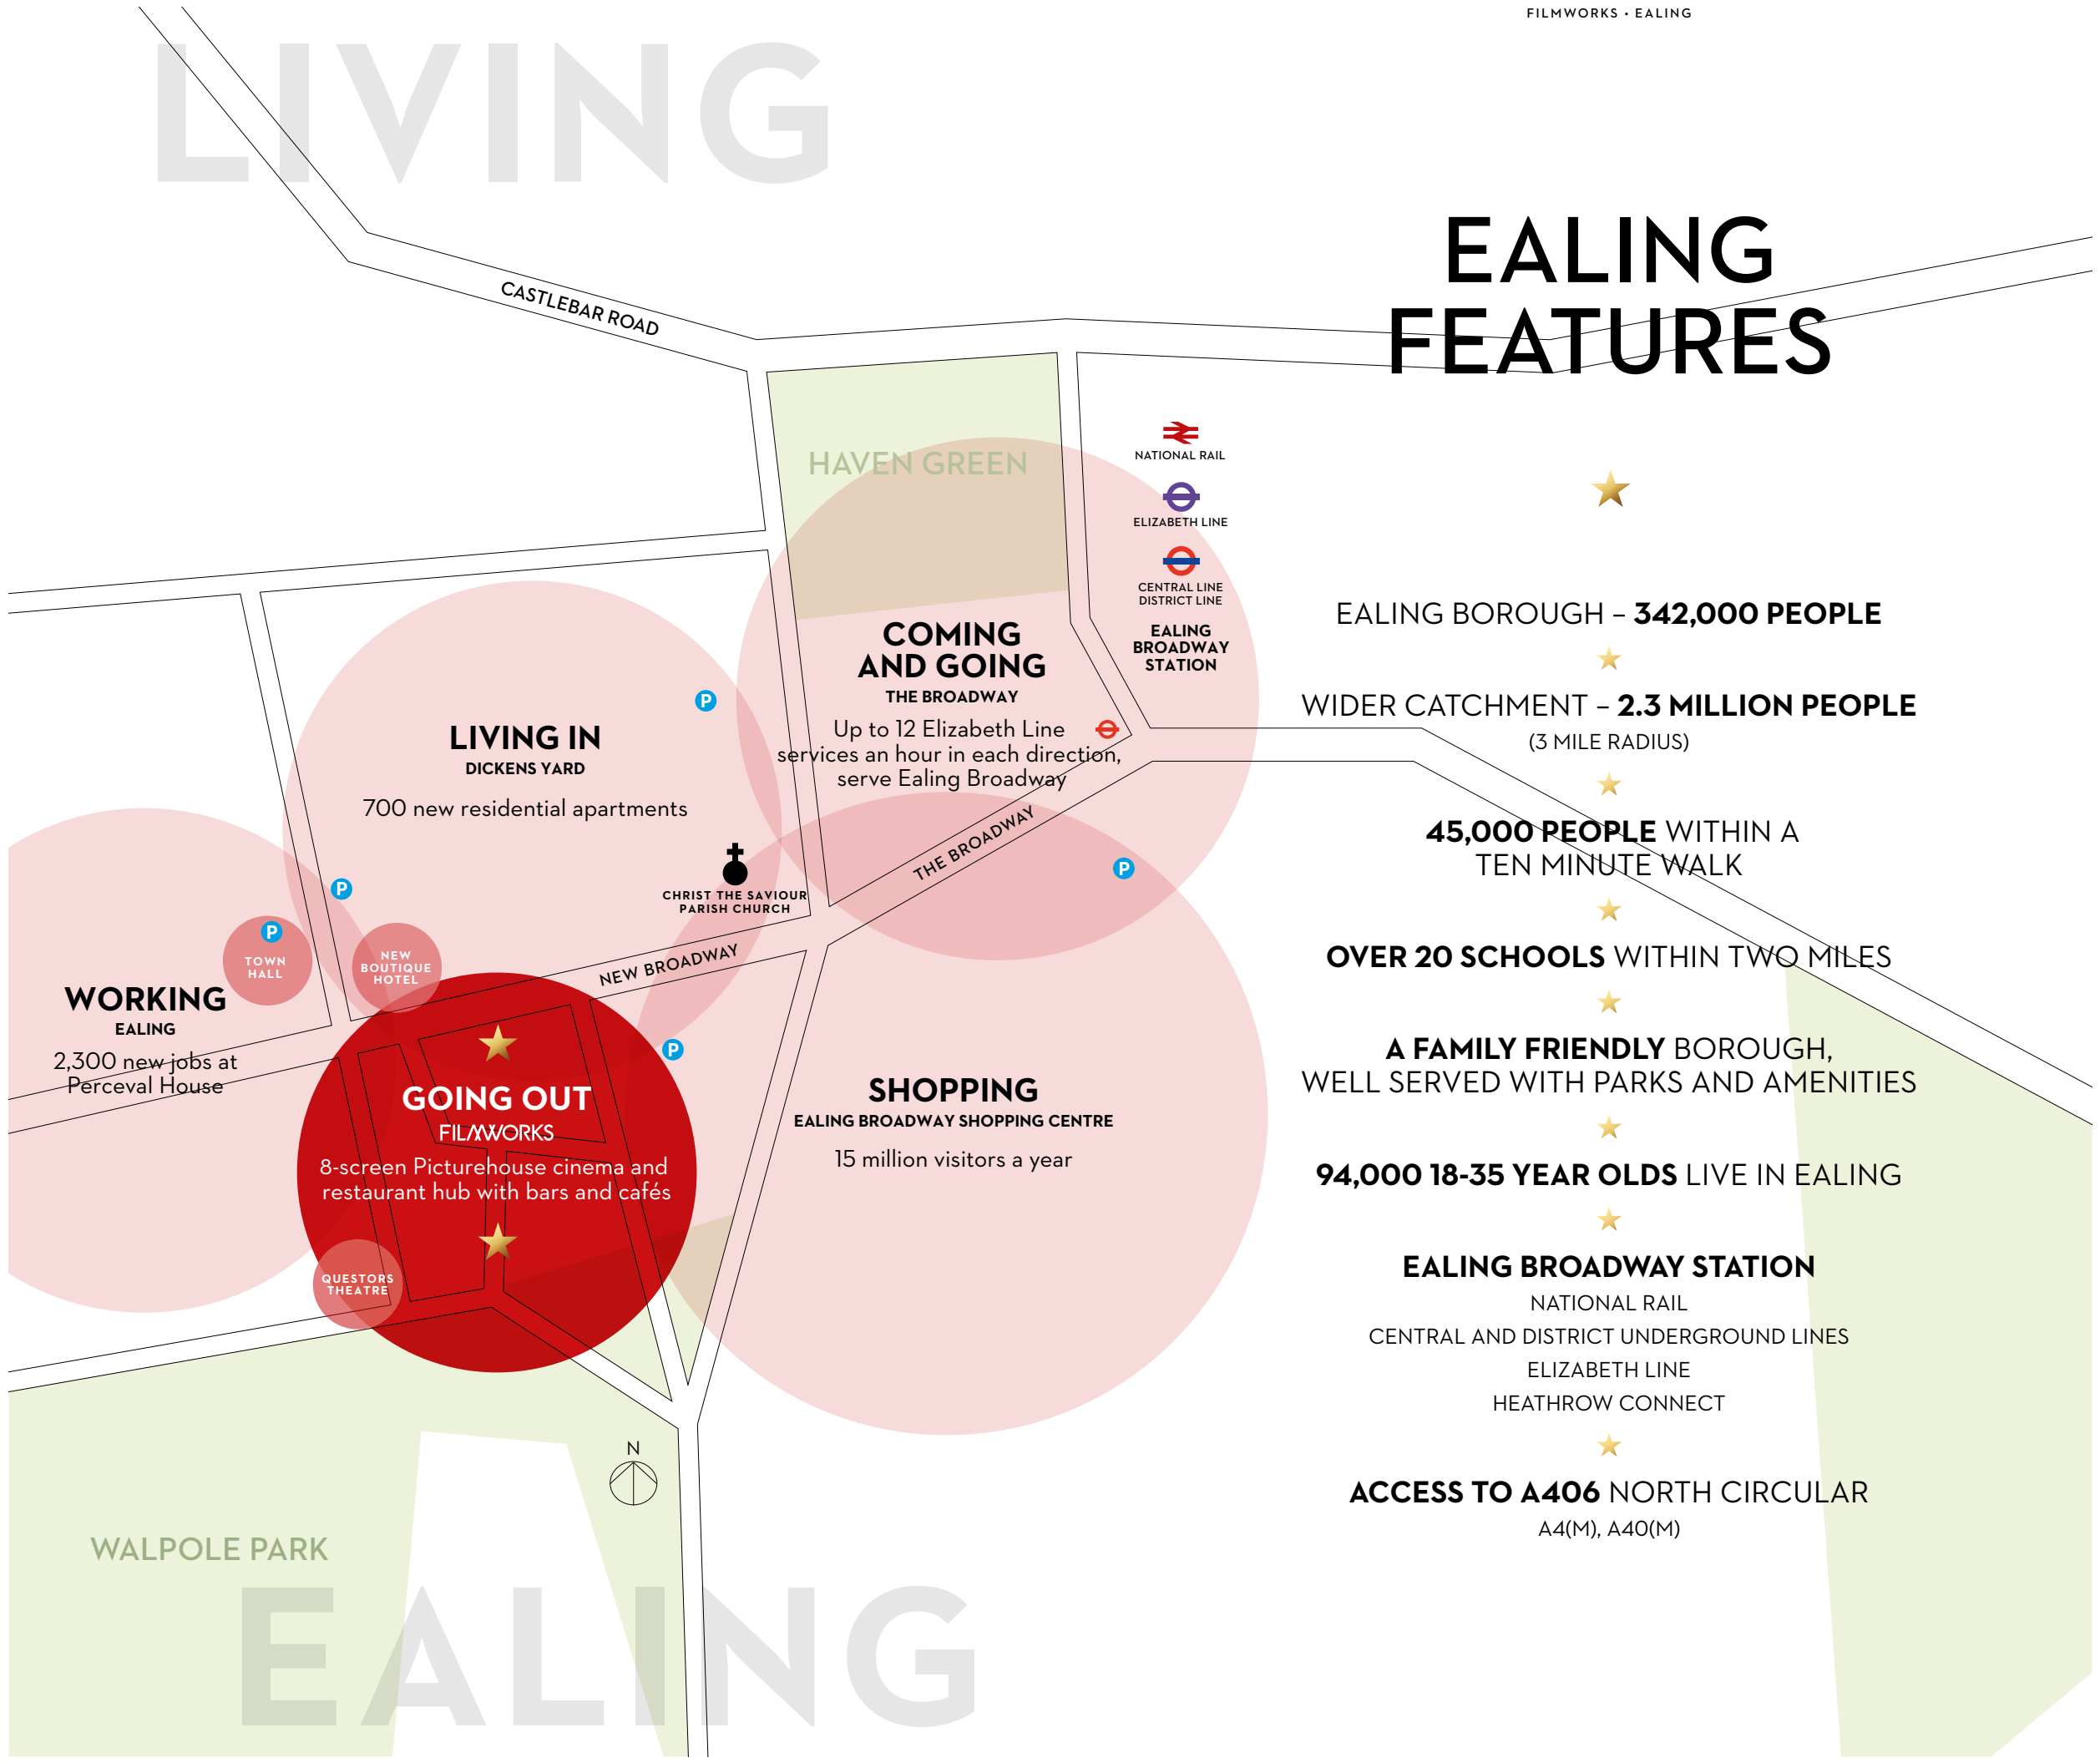 FILMWORKS • EALING
LIVING
CASTLEBAR ROAD
HAVEN GREEN
NATIONAL RAIL
ELIZABETH LINE
CENTRAL LINE
DISTRICT LINE
EALING
BROADWAY
STATION
COMING
AND GOING
THE BROADWAY
Up to 12 Elizabeth Line
services an hour in each direction,
serve Ealing Broadway
THE BROADWAY
P
LIVING IN
DICKENS YARD
700 new residential apartments
P
CHRIST THE SAVIOUR
PARISH CHURCH
P
P
TOWN
HALL
NEW
BOUTIQUE
HOTEL
NEW BROADWAY
WORKING
EALING
2,300 new jobs at
Perceval House
P
GOING OUT
FILMWORKS
8-screen Picturehouse cinema and
restaurant hub with bars and cafés
QUESTORS
THEATRE
SHOPPING
EALING BROADWAY SHOPPING CENTRE
15 million visitors a year
N
WALPOLE PARK
EALING
EALING
FEATURES
EALING BOROUGH – 342,000 PEOPLE
WIDER CATCHMENT – 2.3 MILLION PEOPLE
(3 MILE RADIUS)
45,000 PEOPLE WITHIN A
TEN MINUTE WALK
OVER 20 SCHOOLS WITHIN TWO MILES
A FAMILY FRIENDLY BOROUGH,
WELL SERVED WITH PARKS AND AMENITIES
94,000 18-35 YEAR OLDS LIVE IN EALING
EALING BROADWAY STATION
NATIONAL RAIL
CENTRAL AND DISTRICT UNDERGROUND LINES
ELIZABETH LINE
HEATHROW CONNECT
ACCESS TO A406 NORTH CIRCULAR
A4(M), A40(M)